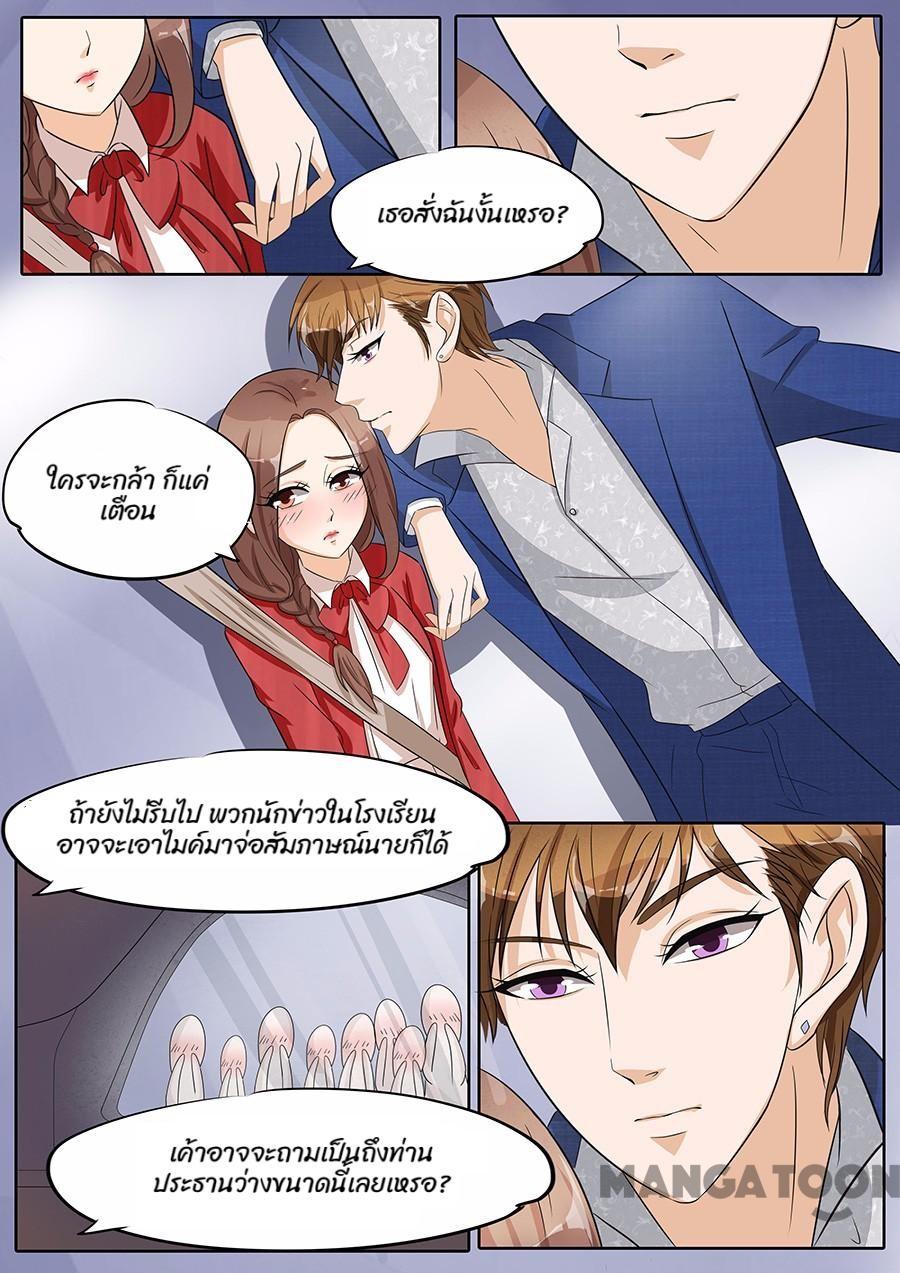 เธอสั่งฉันงั้นเหรอ?
ใครจะกล้า ก็แค่
เตือน
ถ้ายังไม่รีบไป พวกนักข่าวในโรงเรียน
อาจจะเอาไมค์มาจ่อสัมภาษณ์นายก็ได้
เค้าอาจจะถามเป็นถึงท่าน
ประธานว่างขนาดนี้เลยเหรอ?
MANGATOON